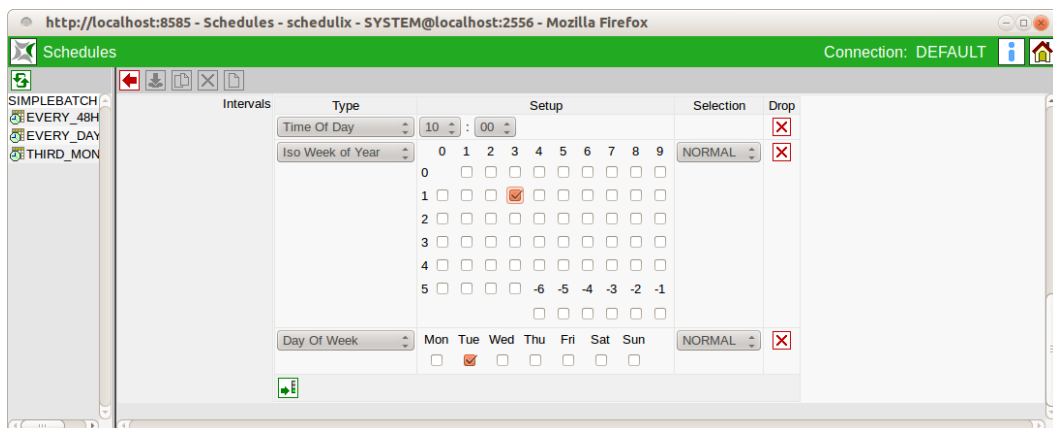 http://localhost:8585 - Schedules - schedulix - SYSTEM@localhost:2556 - Mozilla Firefox
Schedules
Connection: DEFAULT
SIMPLEBATCH
EVERY_48H
EVERY_DAY
THIRD_MON
Intervals Type Setup Selection Drop
Time Of Day 10 : 00
Iso Week of Year 0 1 2 3 4 5 6 7 8 9 NORMAL
0
1
2
3
4
5 -6 -5 -4 -3 -2 -1
Day Of Week Mon Tue Wed Thu Fri Sat Sun NORMAL